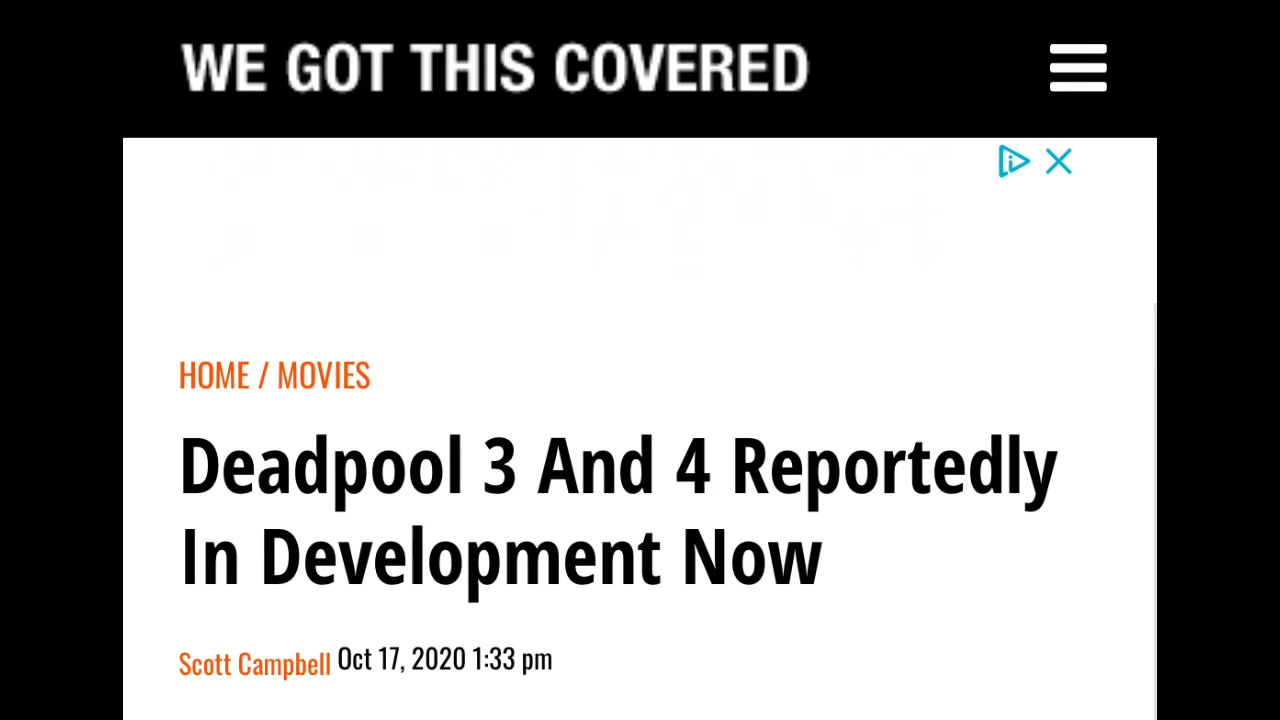 WE GOT THIS COVERED
HOME / MOVIES
Deadpool 3 And 4 Reportedly
In Development Now
Scott Campbell Oct 17, 2020 1:33 pm